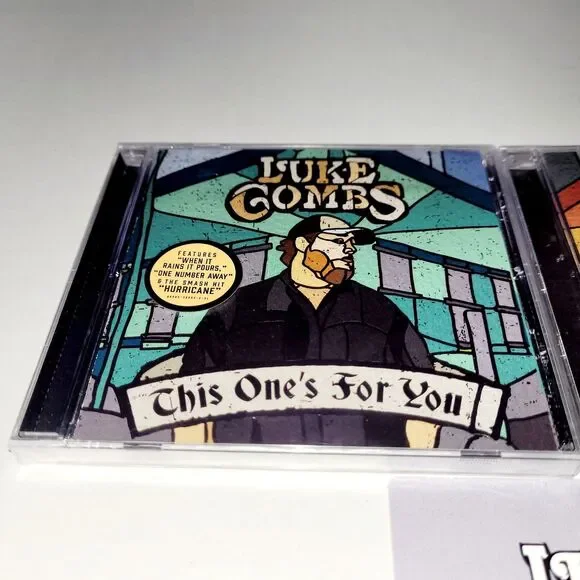 LUKE
COMBS
FEATURES
"WHEN IT
RAINS IT POURS,"
"ONE NUMBER AWAY"
& THE SMASH HIT
"HURRICANE"
This One's For You